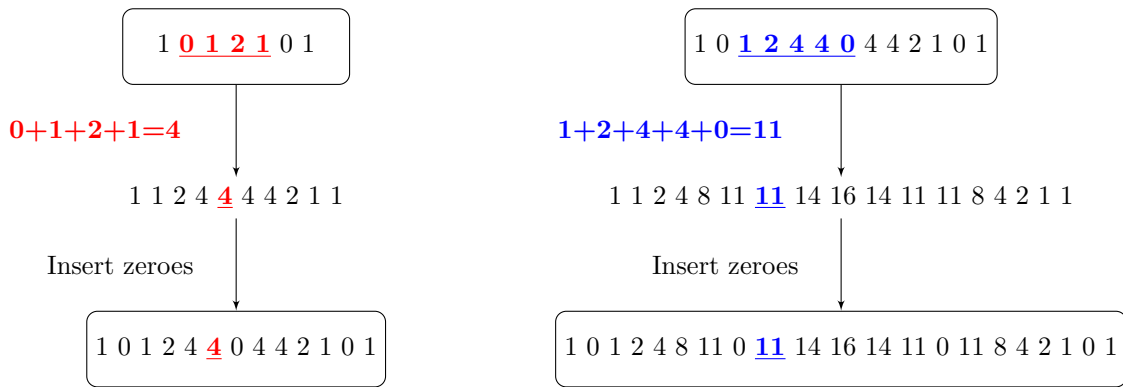 1 0 1 2 1 0 1
0+1+2+1=4
1 1 2 4 4 4 4 2 1 1
Insert zeroes
1 0 1 2 4 4 0 4 4 2 1 0 1
1 0 1 2 4 4 0 4 4 2 1 0 1
1+2+4+4+0=11
1 1 2 4 8 11 11 14 16 14 11 11 8 4 2 1 1
Insert zeroes
1 0 1 2 4 8 11 0 11 14 16 14 11 0 11 8 4 2 1 0 1